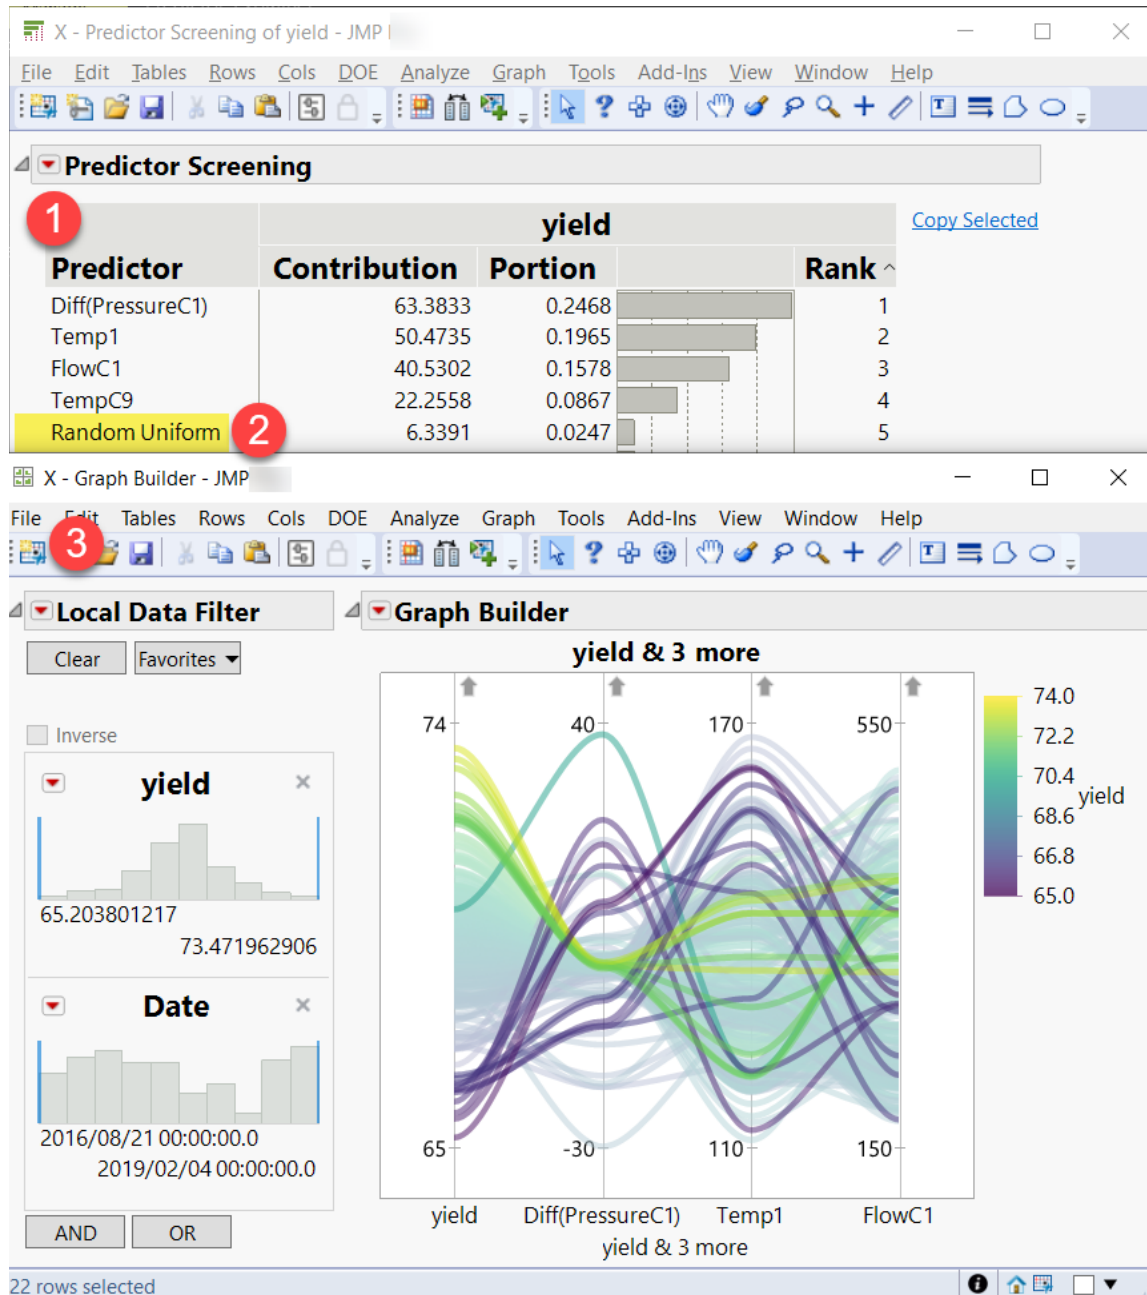 X - Predictor Screening of yield - JMP
File Edit Tables Rows Cols DOE Analyze Graph Tools Add-Ins View Window Help
Predictor Screening
1
yield
Copy Selected
Predictor Contribution Portion Rank
Diff(PressureC1) 63.3833 0.2468 1
Temp1 50.4735 0.1965 2
FlowC1 40.5302 0.1578 3
TempC9 22.2558 0.0867 4
Random Uniform 2 6.3391 0.0247 5
X - Graph Builder - JMP
File Edit Tables Rows Cols DOE Analyze Graph Tools Add-Ins View Window Help
3
Local Data Filter
Clear Favorites
Inverse
yield
65.203801217
73.471962906
Date
2016/08/21 00:00:00.0
2019/02/04 00:00:00.0
AND OR
Graph Builder
yield & 3 more
74 40 170 550
65 -30 110 150
yield Diff(PressureC1) Temp1 FlowC1
yield & 3 more
74.0
72.2
70.4
68.6
66.8
65.0
yield
22 rows selected